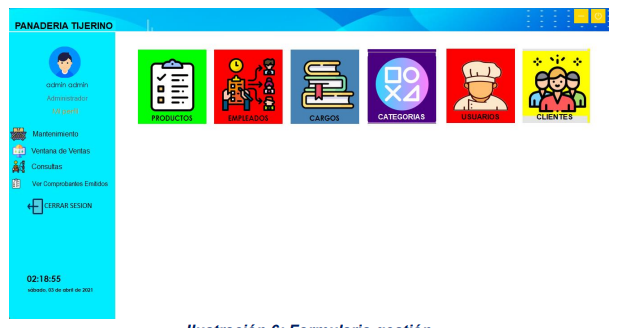 PANADERIA TIJERINO
admin admin
Administrador
PRODUCTOS
EMPLEADOS
CARGOS
CATEGORIAS
USUARIOS
CLIENTES
Mantenimiento
Ventana de Ventas
Consultas
Ver Comprobantes Emitidos
CERRAR SESION
02:18:55
sábado, 03 de abril de 2021
Ilustración 6: Formulario gestión